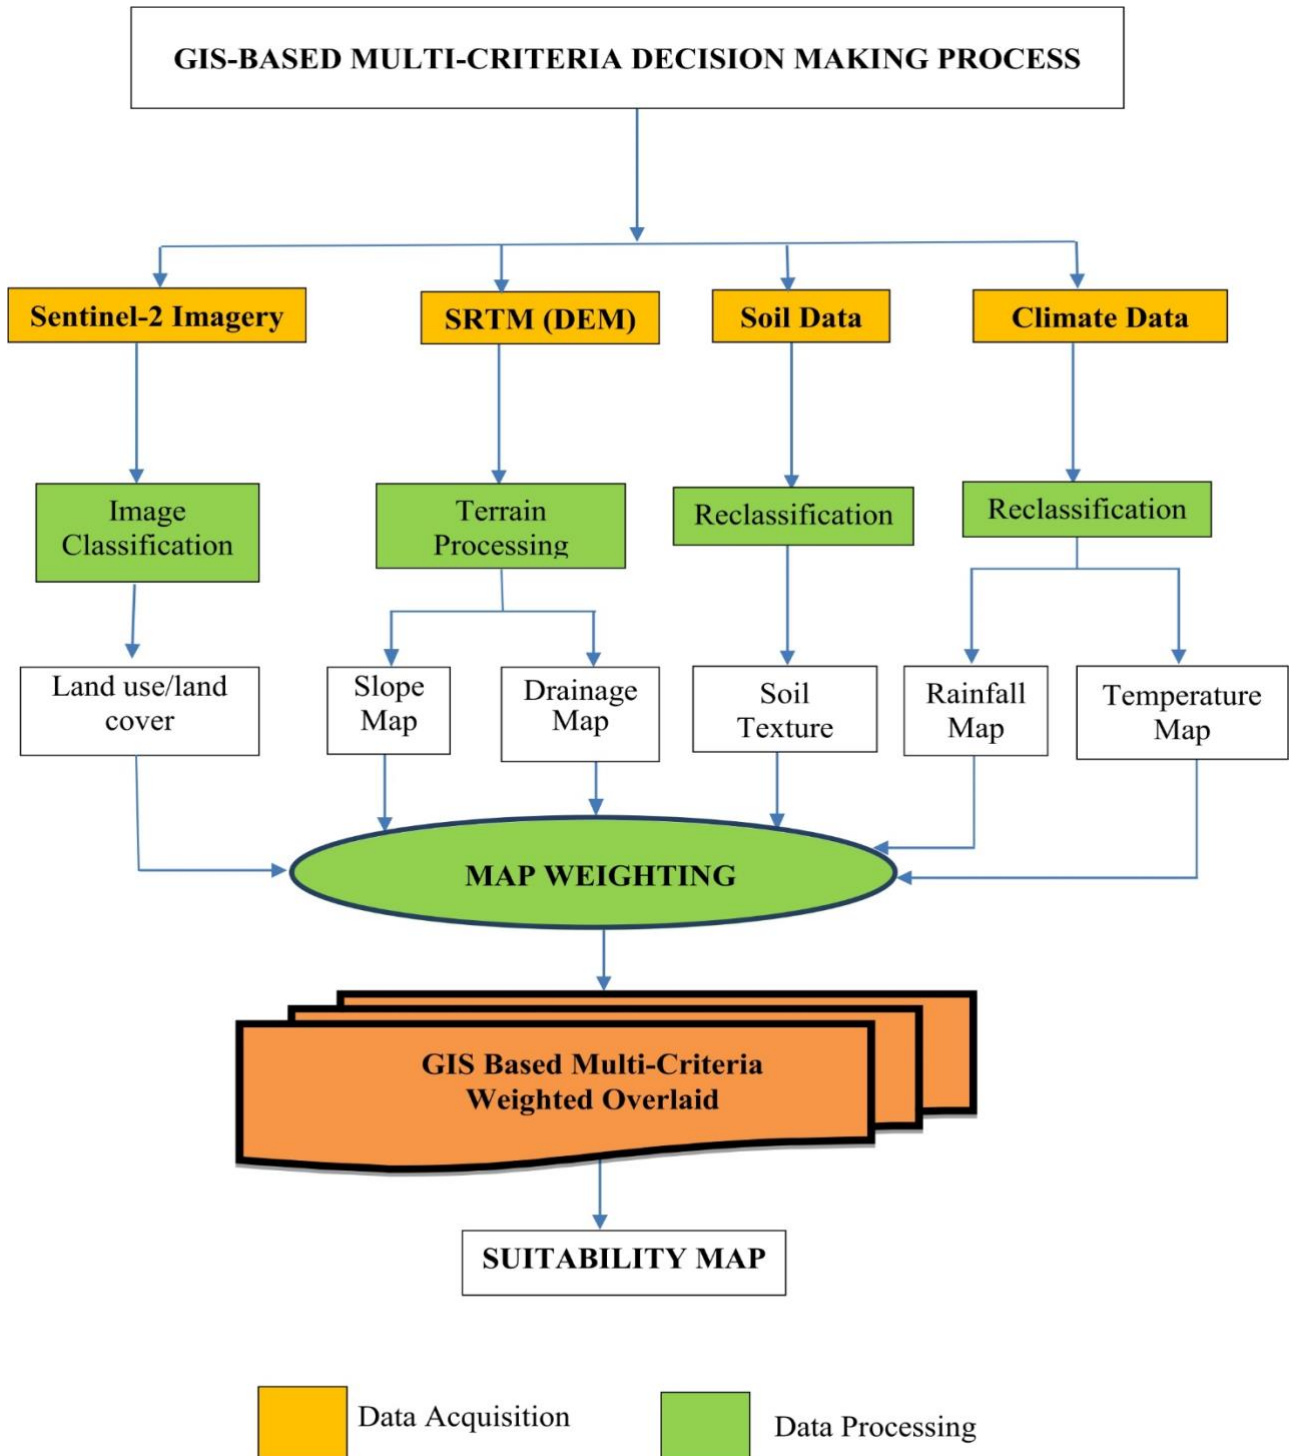 GIS-BASED MULTI-CRITERIA DECISION MAKING PROCESS
Sentinel-2 Imagery
SRTM (DEM)
Soil Data
Climate Data
Image
Classification
Terrain
Processing
Reclassification
Reclassification
Land use/land
cover
Slope
Map
Drainage
Map
Soil
Texture
Rainfall
Map
Temperature
Map
MAP WEIGHTING
GIS Based Multi-Criteria
Weighted Overlaid
SUITABILITY MAP
Data Acquisition
Data Processing